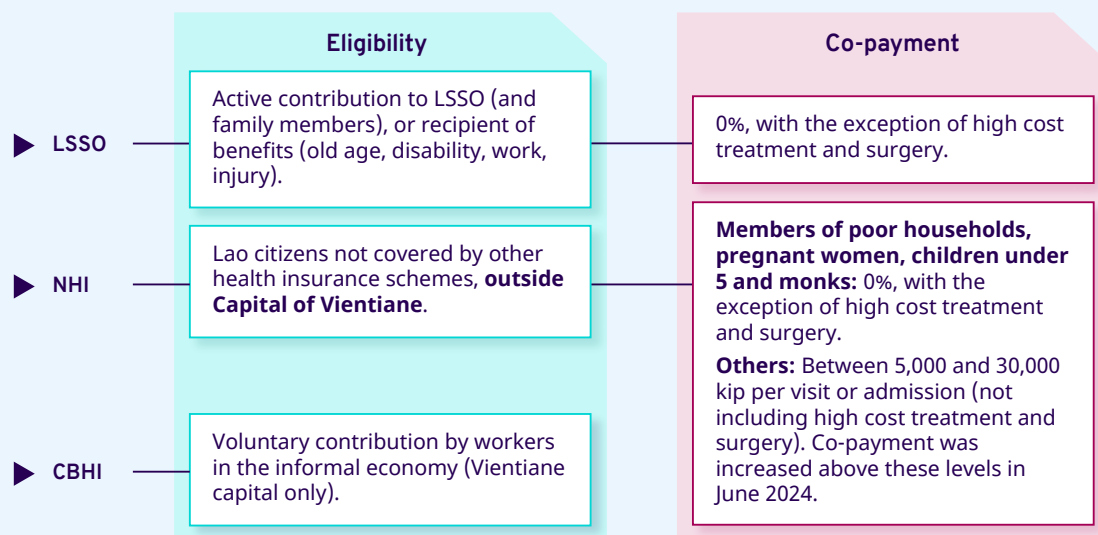 Eligibility
Co-payment
LSSO
Active contribution to LSSO (and
family members), or recipient of
benefits (old age, disability, work,
injury).
0%, with the exception of high cost
treatment and surgery.
NHI
Lao citizens not covered by other
health insurance schemes, outside
Capital of Vientiane.
Members of poor households,
pregnant women, children under
5 and monks: 0%, with the
exception of high cost treatment
and surgery.
Others: Between 5,000 and 30,000
kip per visit or admission (not
including high cost treatment and
surgery). Co-payment was
increased above these levels in
June 2024.
CBHI
Voluntary contribution by workers
in the informal economy (Vientiane
capital only).